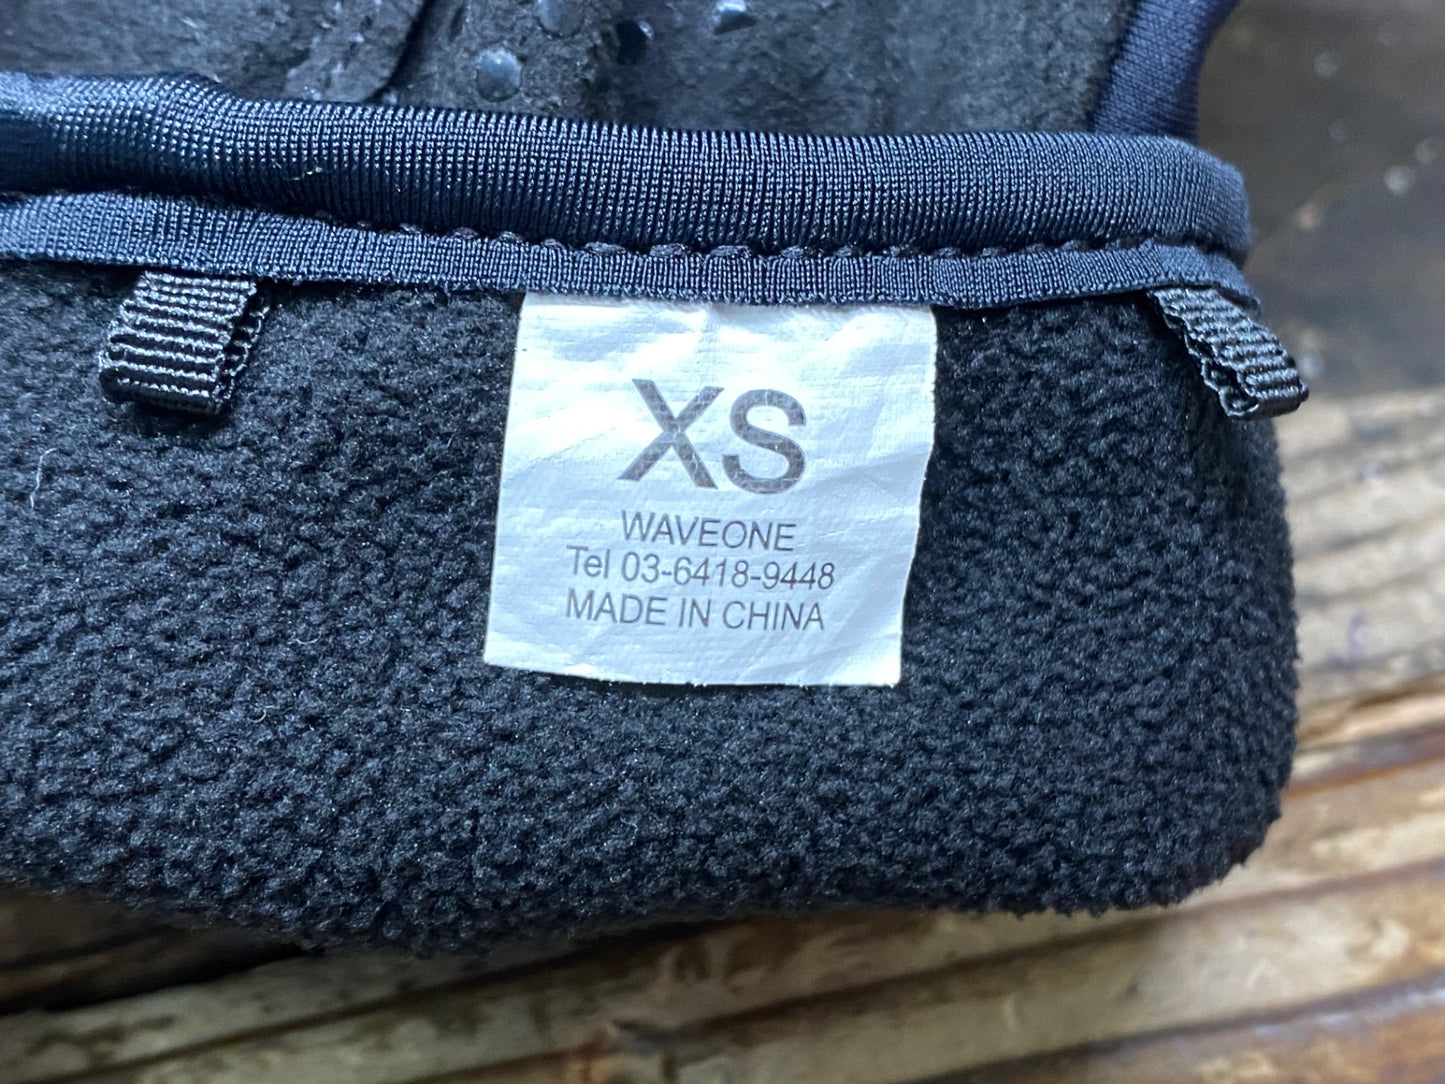 XS
WAVEONE
Tel 03-6418-9448
MADE IN CHINA